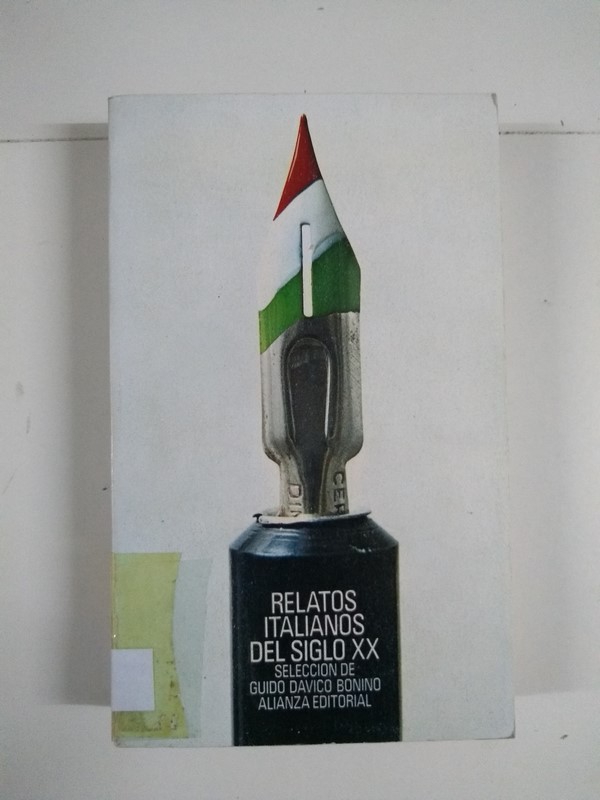 RELATOS
ITALIANOS
DEL SIGLO XX
SELECCION DE
GUIDO DAVICO BONINO
ALIANZA EDITORIAL